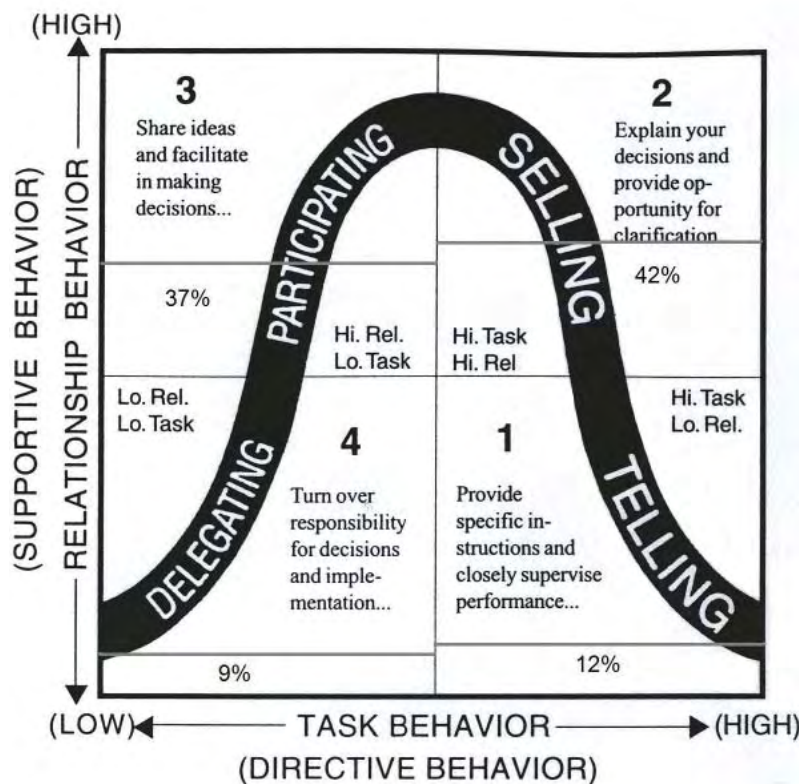 (HIGH)
3
Share ideas
and facilitate
in making
decisions...
2
Explain your
decisions and
provide op-
portunity for
clarification
PARTICIPATING
SELLING
37%
42%
Hi. Rel.
Lo. Task
Hi. Task
Hi. Rel
Lo. Rel.
Lo. Task
Hi. Task
Lo. Rel.
4
Turn over
responsibility
for decisions
and imple-
mentation...
1
Provide
specific in-
structions and
closely supervise
performance...
DELEGATING
TELLING
9%
12%
(SUPPORTIVE BEHAVIOR)
RELATIONSHIP BEHAVIOR
(LOW)
TASK BEHAVIOR
(HIGH)
(DIRECTIVE BEHAVIOR)